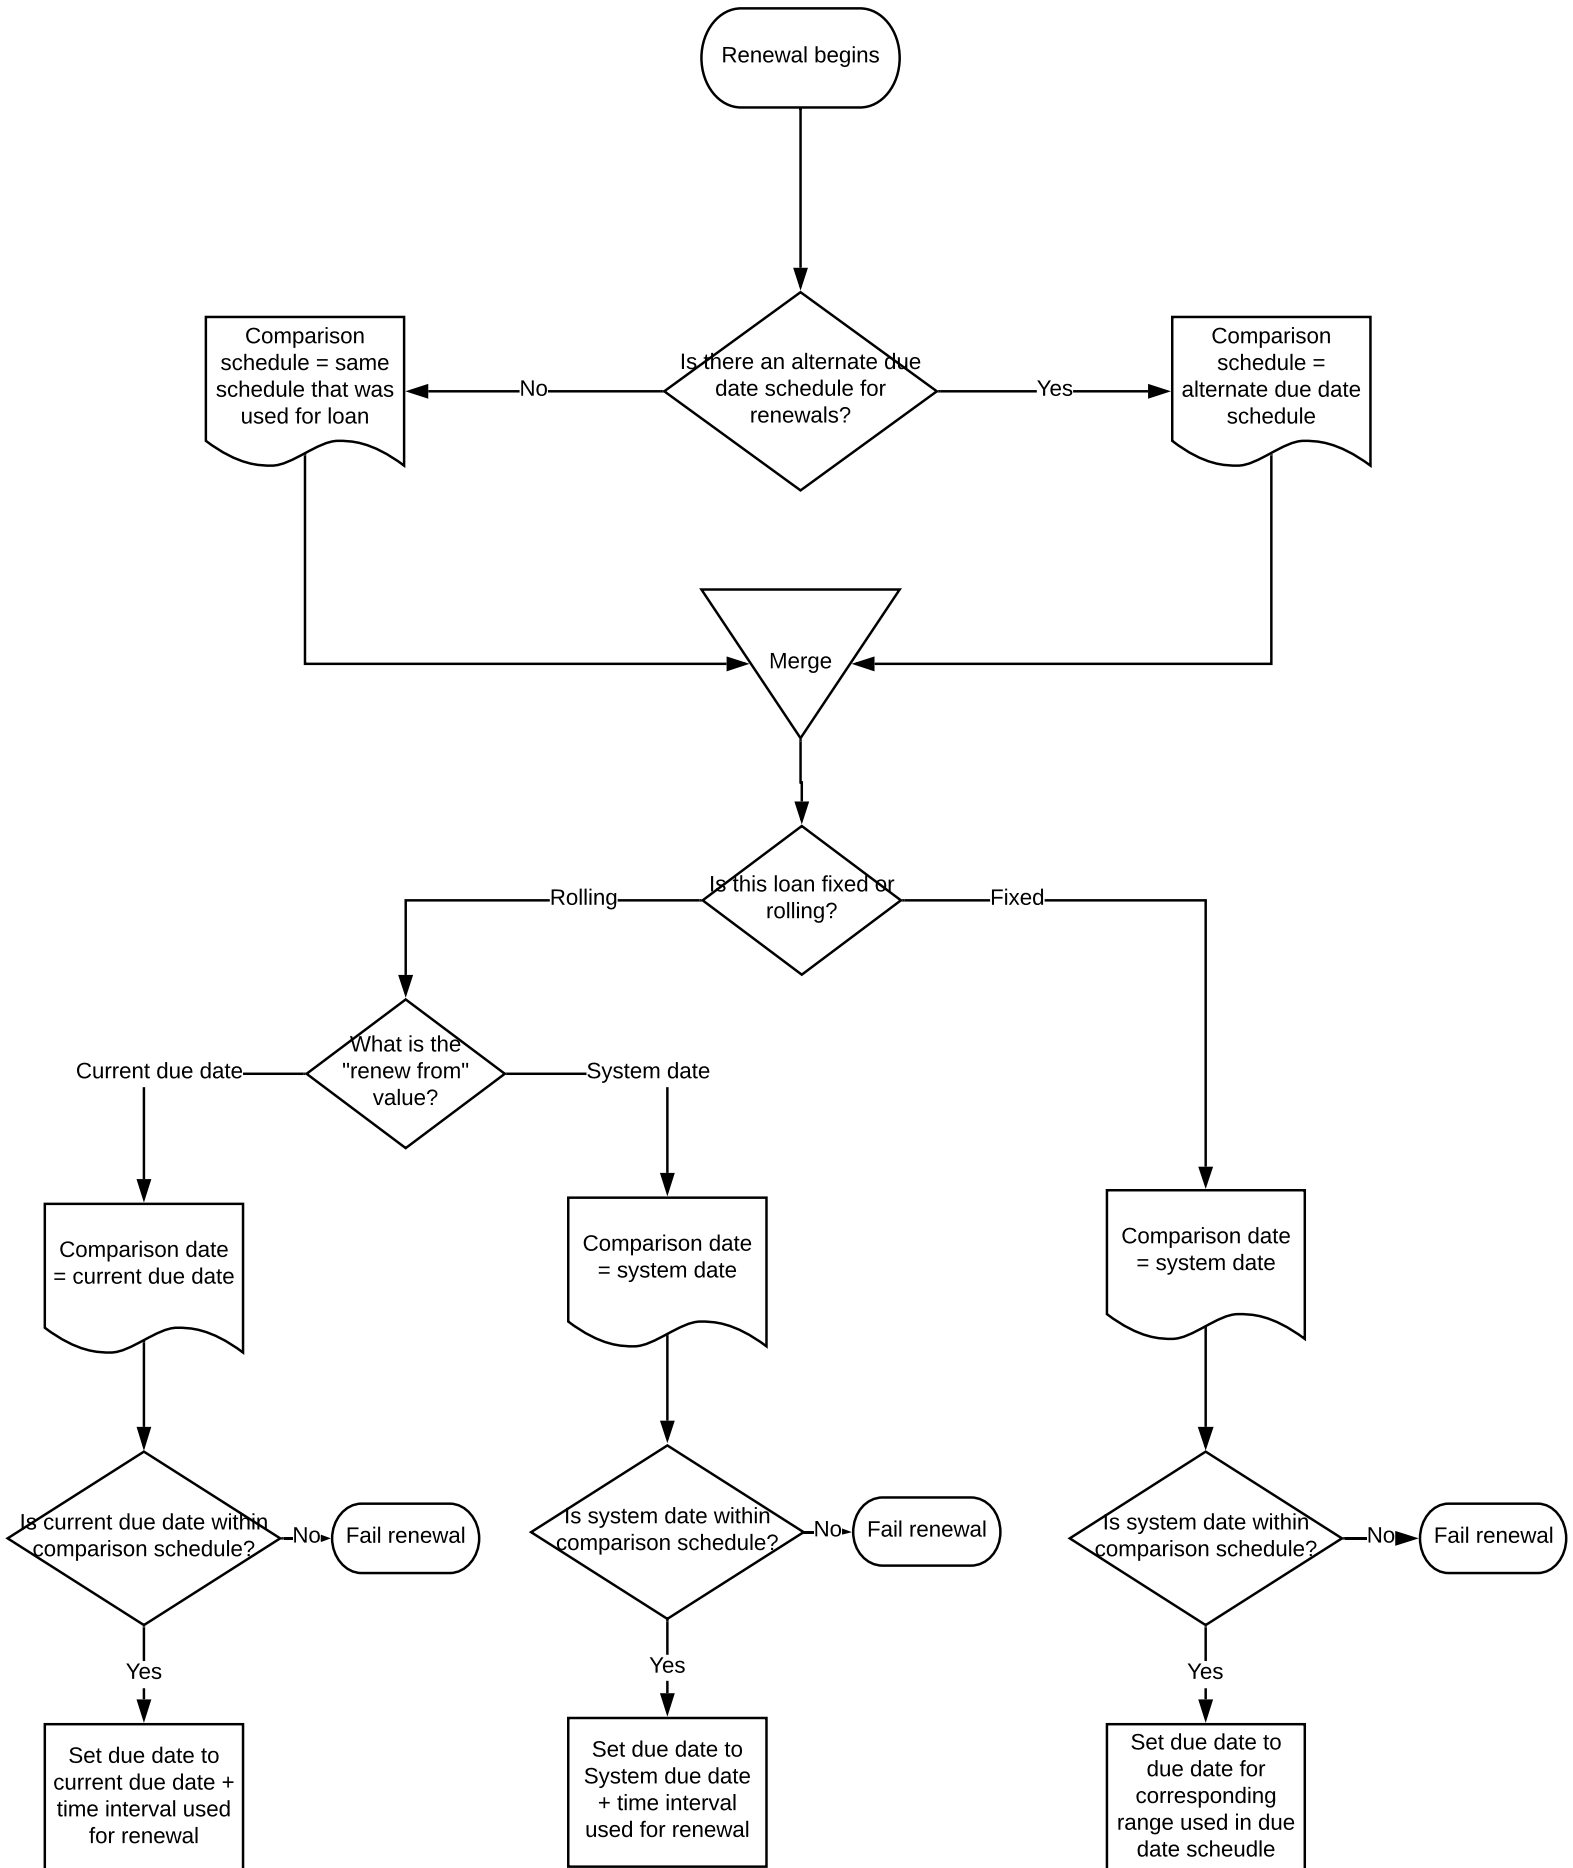 Renewal begins
Comparison
schedule = same
schedule that was
used for loan
No
Is there an alternate due
date schedule for
renewals?
Yes
Comparison
schedule =
alternate due date
schedule
Merge
Rolling
Is this loan fixed or
rolling?
Fixed
Current due date
What is the
"renew from"
value?
System date
Comparison date
= current due date
Comparison date
= system date
Comparison date
= system date
Is current due date within
comparison schedule?
No
Fail renewal
Is system date within
comparison schedule?
No
Fail renewal
Is system date within
comparison schedule?
No
Fail renewal
Yes
Yes
Yes
Set due date to
current due date +
time interval used
for renewal
Set due date to
System due date
+ time interval
used for renewal
Set due date to
due date for
corresponding
range used in due
date scheudle